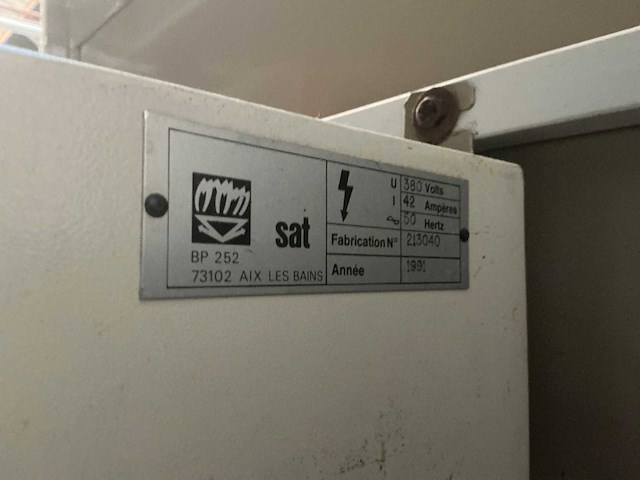 sat
BP 252
73102 AIX LES BAINS
U 380 Volts
I 42 Ampères
50 Hertz
Fabrication N° 213040
Année 1991